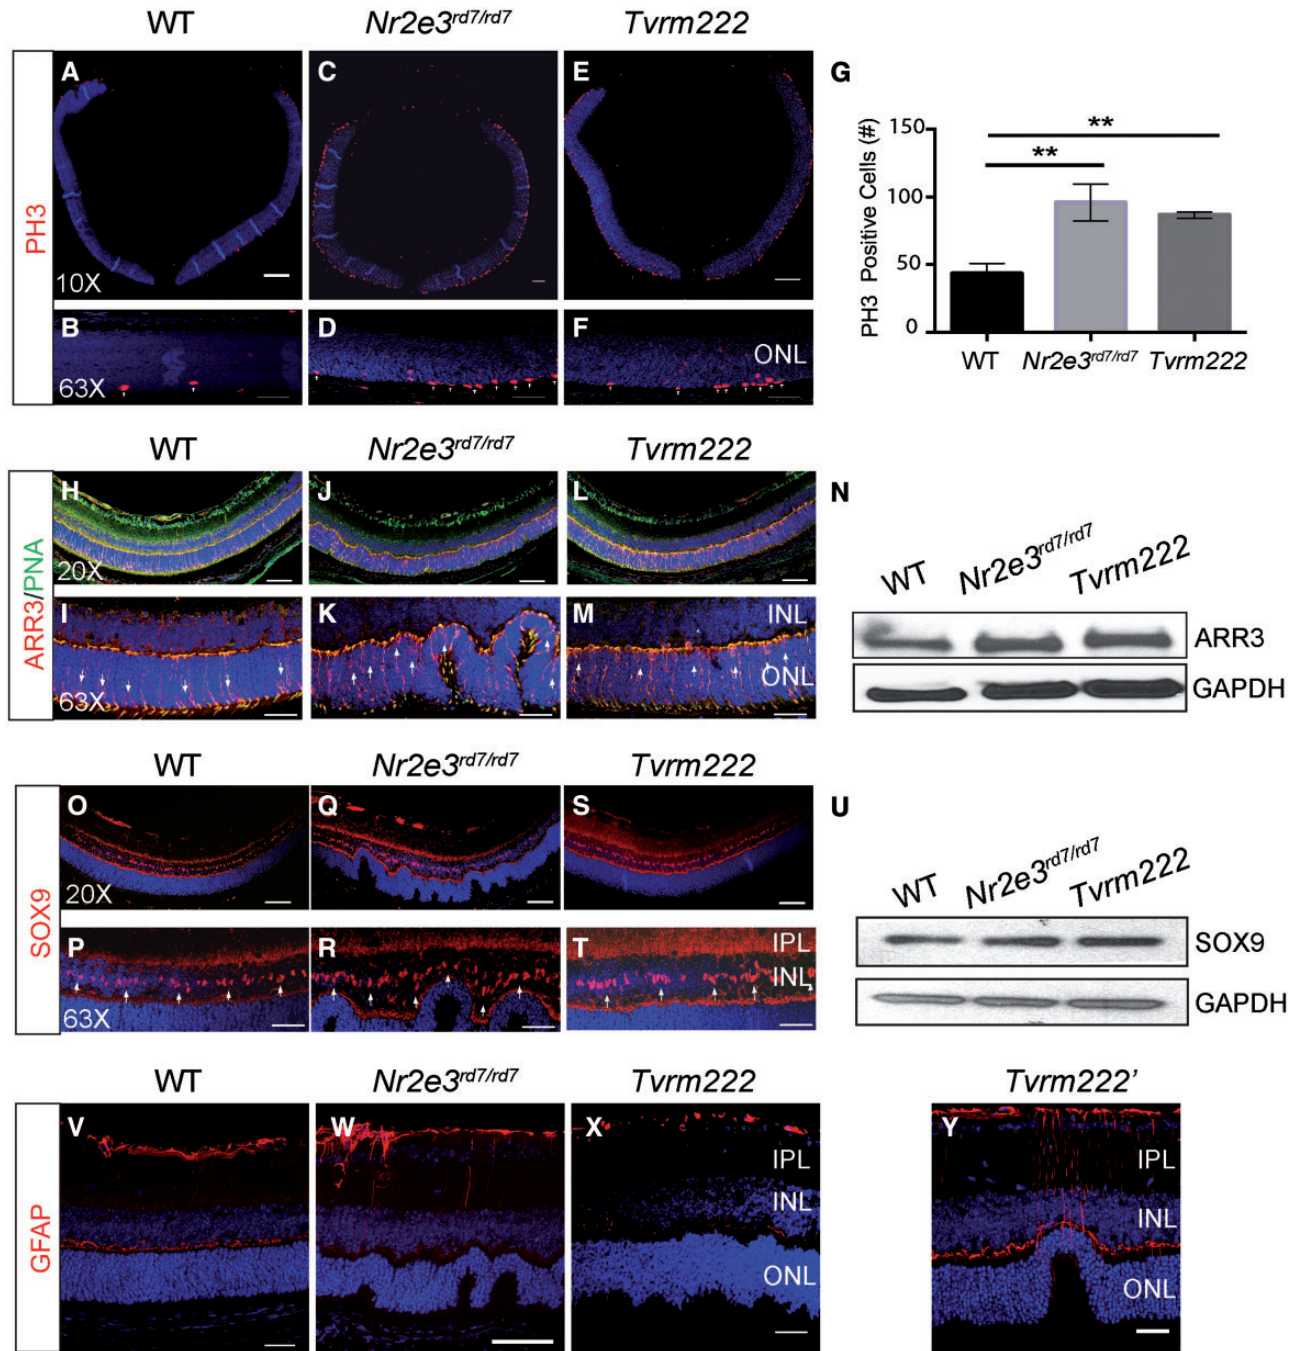 WT Nr2e3rd7/rd7 Tvrm222
PH3
A C E
10X
B D F
63X ONL
G
PH3 Positive Cells (#)
150
100
50
0
** 
**
WT Nr2e3rd7/rd7 Tvrm222
WT Nr2e3rd7/rd7 Tvrm222
ARR3/PNA
H J L
20X
I K M INL
63X ONL
N
WT Nr2e3rd7/rd7 Tvrm222
ARR3
GAPDH
WT Nr2e3rd7/rd7 Tvrm222
SOX9
O Q S
20X
P R T IPL
INL
63X
U
WT Nr2e3rd7/rd7 Tvrm222
SOX9
GAPDH
WT Nr2e3rd7/rd7 Tvrm222 Tvrm222’
GFAP
V W X Y
IPL IPL
INL INL
ONL ONL